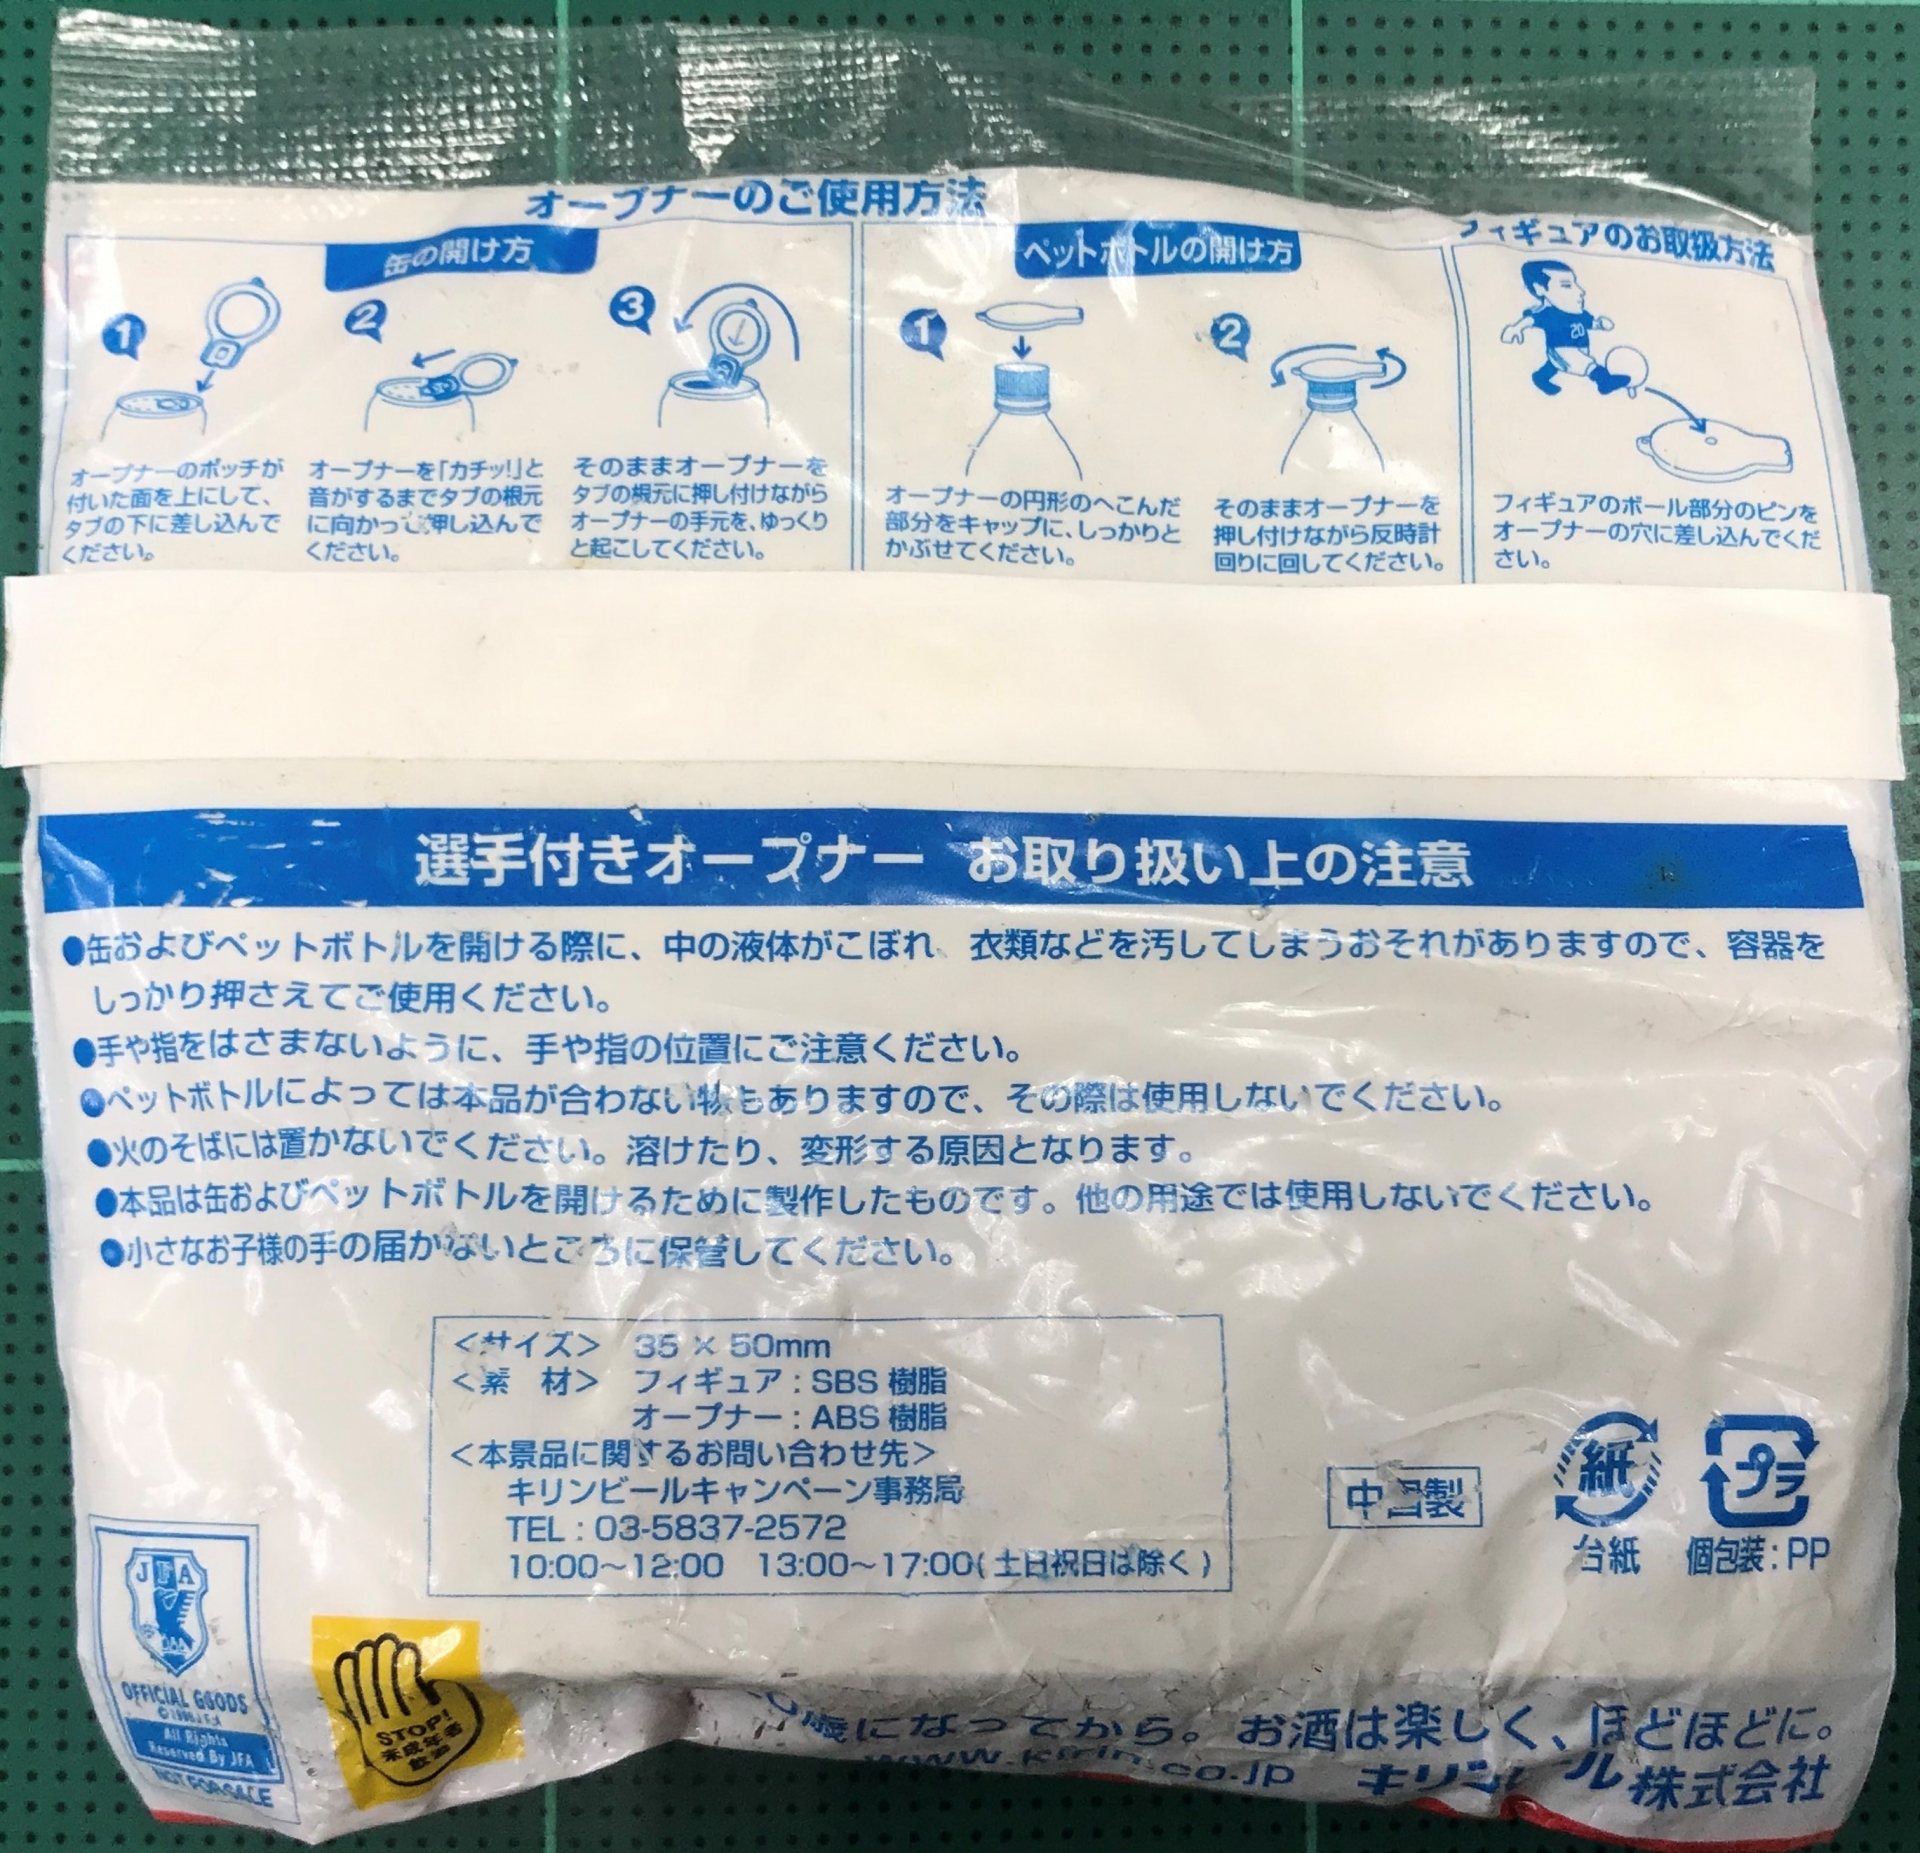 オープナーのご使用方法
缶の開け方
1
2
3
オープナーのポッチが
付いた面を上にして、
タブの下に差し込んで
ください。
オープナーを「カチッ!」と
音がするまでタブの根元
に向かって押し込んで
ください。
そのままオープナーを
タブの根元に押し付けながら
オープナーの手元を、ゆっくり
と起こしてください。
ペットボトルの開け方
1
2
オープナーの円形のへこんだ
部分をキャップに、しっかりと
かぶせてください。
そのままオープナーを
押し付けながら反時計
回りに回してください。
フィギュアのお取扱方法
20
フィギュアのボール部分のピンを
オープナーの穴に差し込んでくだ
さい。
選手付きオープナー お取り扱い上の注意
●缶およびペットボトルを開ける際に、中の液体がこぼれ、衣類などを汚してしまうおそれがありますので、容器を
しっかり押さえてご使用ください。
●手や指をはさまないように、手や指の位置にご注意ください。
●ペットボトルによっては本品が合わない物もありますので、その際は使用しないでください。
●火のそばには置かないでください。溶けたり、変形する原因となります。
●本品は缶およびペットボトルを開けるために製作したものです。他の用途では使用しないでください。
●小さなお子様の手の届かないところに保管してください。
<サイズ> 35 × 50mm
<素 材> フィギュア:SBS 樹脂
オープナー:ABS 樹脂
<本景品に関するお問い合わせ先>
キリンビールキャンペーン事務局
TEL:03-5837-2572
10:00~12:00 13:00~17:00(土日祝日は除く)
中国製
紙
台紙
プラ
個包装:PP
JFA
OFFICIAL GOODS
All Rights
Reserved By JFA
NOT FOR SALE
STOP!
未成年者
飲酒
歳になってから。お酒は楽しく、ほどほどに。
www.kirin.co.jp キリンビール株式会社